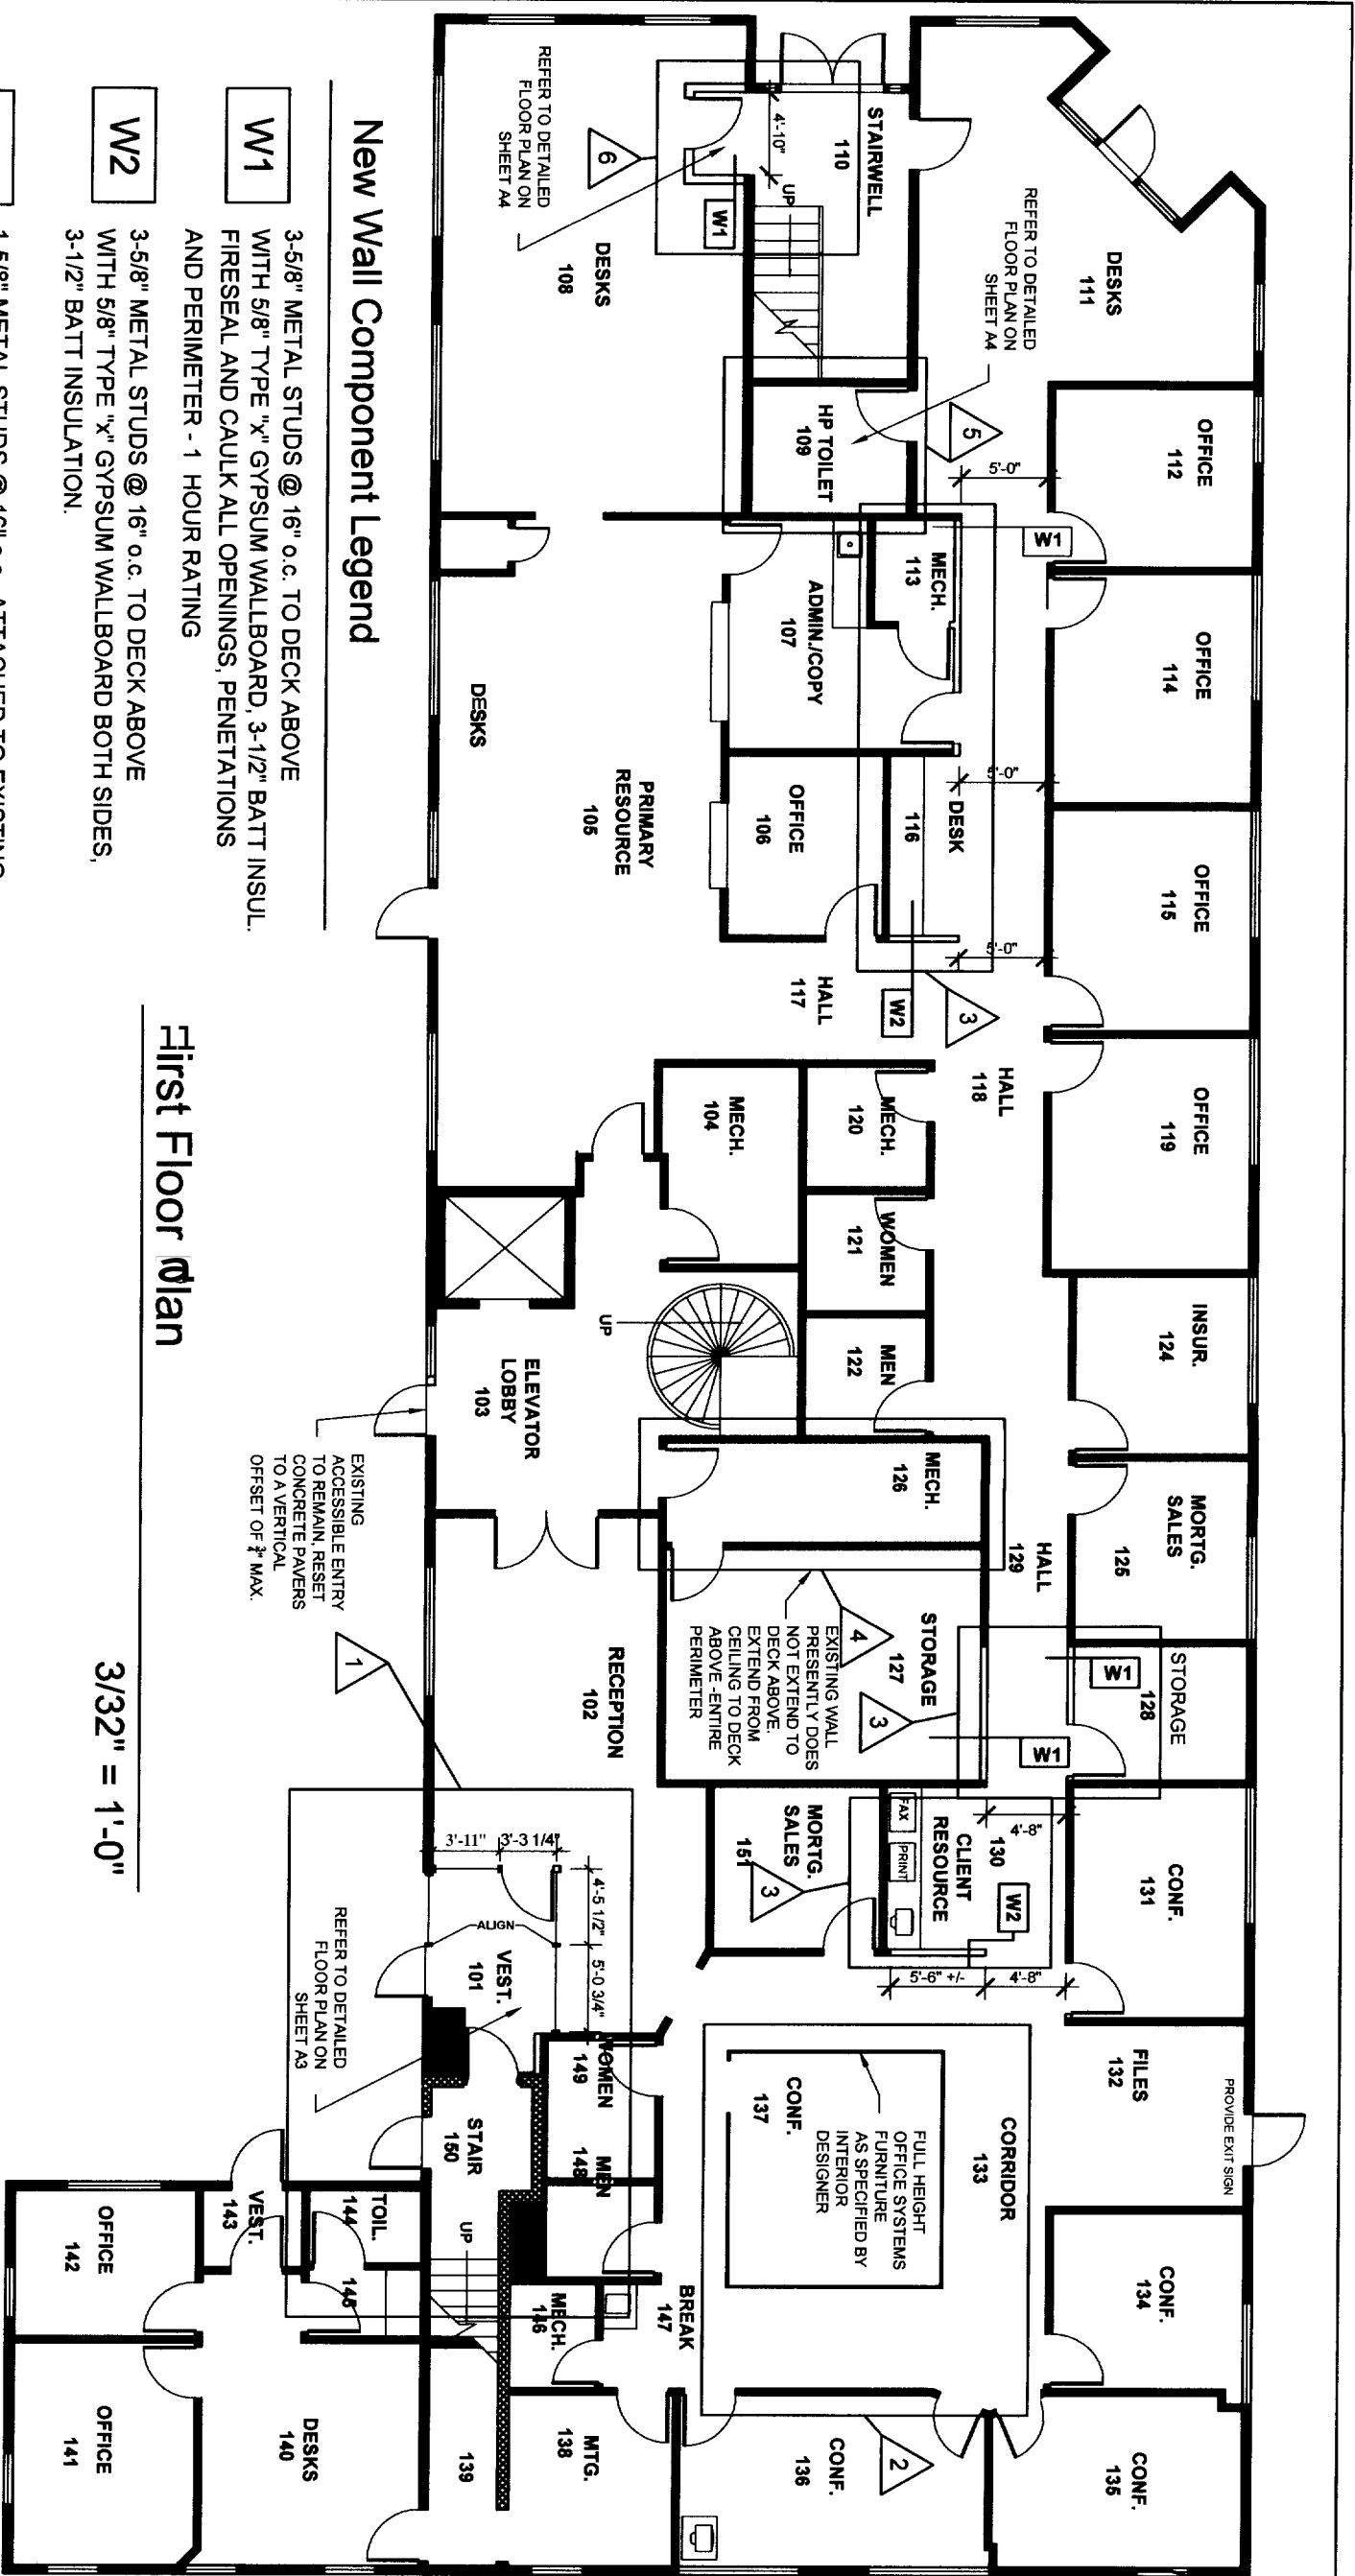 DESKS
111
REFER TO DETAILED
FLOOR PLAN ON
SHEET A4
STAIRWELL
110
4'-10"
UP
W1
6
REFER TO DETAILED
FLOOR PLAN ON
SHEET A4
DESKS
108
HP TOILET
109
5
5'-0"
OFFICE
112
W1
MECH.
113
ADMIN./COPY
107
OFFICE
114
OFFICE
115
5'-0"
DESK
116
OFFICE
106
5'-0"
3
W2
HALL
117
HALL
118
OFFICE
119
DESKS
PRIMARY
RESOURCE
105
MECH.
104
MECH.
120
WOMEN
121
MEN
122
INSUR.
124
MORTG.
SALES
125
UP
ELEVATOR
LOBBY
103
MECH.
126
HALL
129
STORAGE
127
4
EXISTING WALL
PRESENTLY DOES
NOT EXTEND TO
DECK ABOVE.
EXTEND FROM
CEILING TO DECK
ABOVE -ENTIRE
PERIMETER
3
STORAGE
128
W1
W1
EXISTING
ACCESSIBLE ENTRY
TO REMAIN, RESET
CONCRETE PAVERS
TO A VERTICAL
OFFSET OF ¾" MAX.
RECEPTION
102
1
4'-8"
CONF.
131
CLIENT
RESOURCE
130
FAX
PRINT
W2
MORTG.
SALES
151
3
5'-6" +/-
4'-8"
3'-11"
3'-3 1/4"
4'-5 1/2"
5'-0 3/4"
ALIGN
VEST.
101
REFER TO DETAILED
FLOOR PLAN ON
SHEET A3
FILES
132
PROVIDE EXIT SIGN
CORRIDOR
133
FULL HEIGHT
OFFICE SYSTEMS
FURNITURE
AS SPECIFIED BY
INTERIOR
DESIGNER
CONF.
137
WOMEN
149
MEN
148
STAIR
150
UP
CONF.
134
CONF.
135
CONF.
136
2
BREAK
147
MECH.
146
MTG.
138
139
TOIL.
144
145
VEST.
143
OFFICE
142
OFFICE
141
DESKS
140
New Wall Component Legend
W1
3-5/8" METAL STUDS @ 16" o.c. TO DECK ABOVE
WITH 5/8" TYPE "x" GYPSUM WALLBOARD, 3-1/2" BATT INSUL.
FIRESEAL AND CAULK ALL OPENINGS, PENETATIONS
AND PERIMETER - 1 HOUR RATING
W2
3-5/8" METAL STUDS @ 16" o.c. TO DECK ABOVE
WITH 5/8" TYPE "x" GYPSUM WALLBOARD BOTH SIDES,
3-1/2" BATT INSULATION.
1-5/8" METAL STUDS @ 16" o.c. ATTACHED TO EXISTING
First Floor Plan
3/32" = 1'-0"